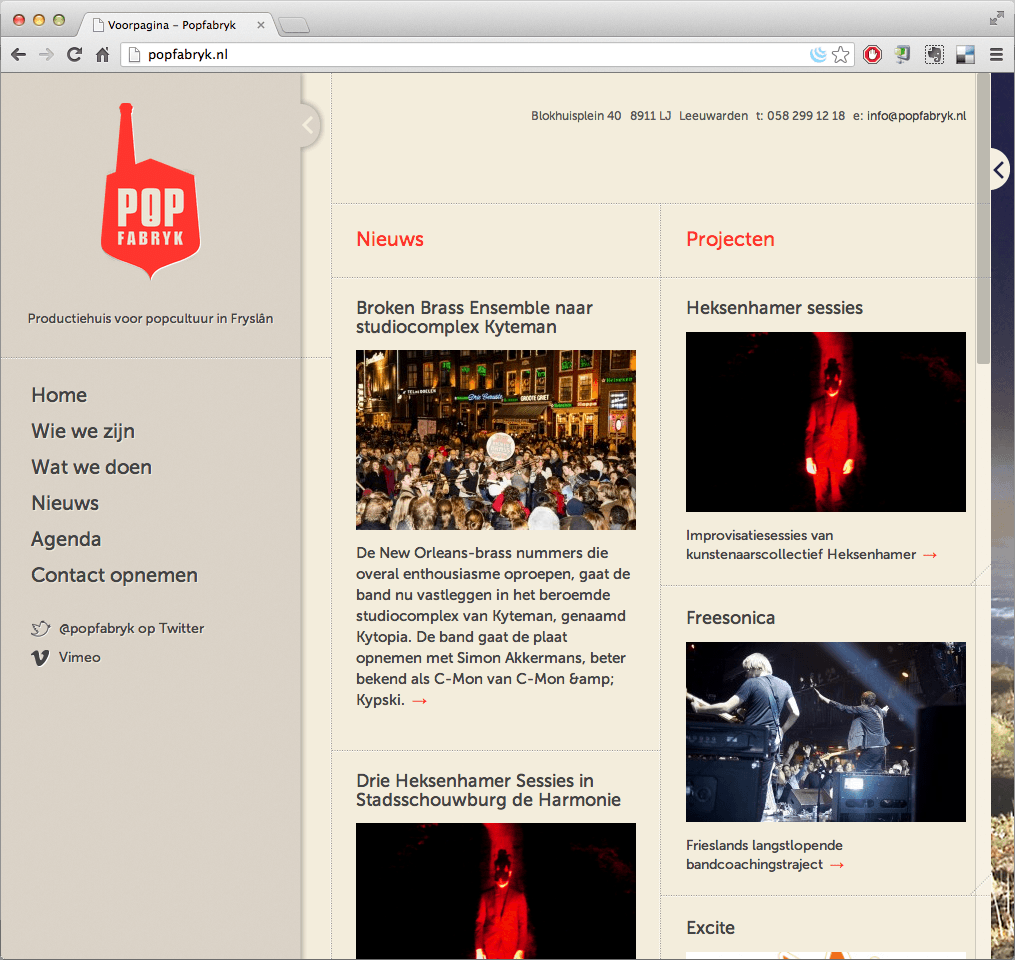 Voorpagina – Popfabryk
popfabryk.nl
POP
FABRYK
Productiehuis voor popcultuur in Fryslân
Home
Wie we zijn
Wat we doen
Nieuws
Agenda
Contact opnemen
@popfabryk op Twitter
Vimeo
Blokhuisplein 40 8911 LJ Leeuwarden t: 058 299 12 18 e: info@popfabryk.nl
Nieuws
Broken Brass Ensemble naar
studiocomplex Kyteman
GROOTE GRIET
Heineken
De New Orleans-brass nummers die
overal enthousiasme oproepen, gaat de
band nu vastleggen in het beroemde
studiocomplex van Kyteman, genaamd
Kytopia. De band gaat de plaat
opnemen met Simon Akkermans, beter
bekend als C-Mon van C-Mon &amp;
Kypski. →
Drie Heksenhamer Sessies in
Stadsschouwburg de Harmonie
Projecten
Heksenhamer sessies
Improvisatiesessies van
kunstenaarscollectief Heksenhamer →
Freesonica
Frieslands langstlopende
bandcoachingstraject →
Excite